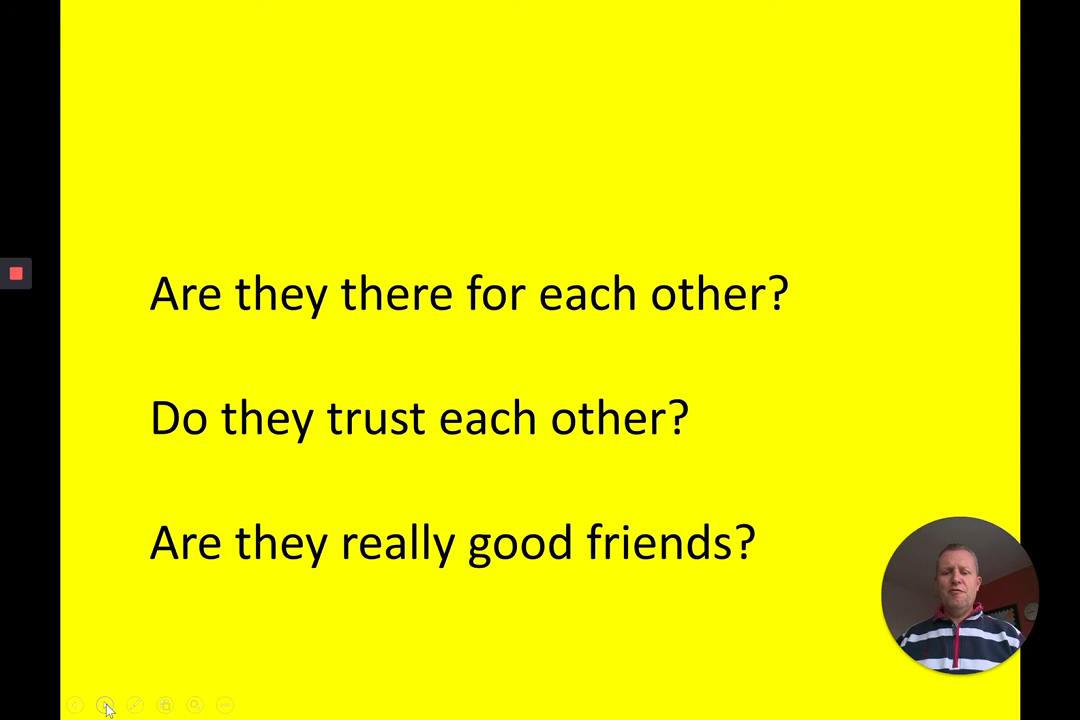 Are they there for each other?
Do they trust each other?
Are they really good friends?